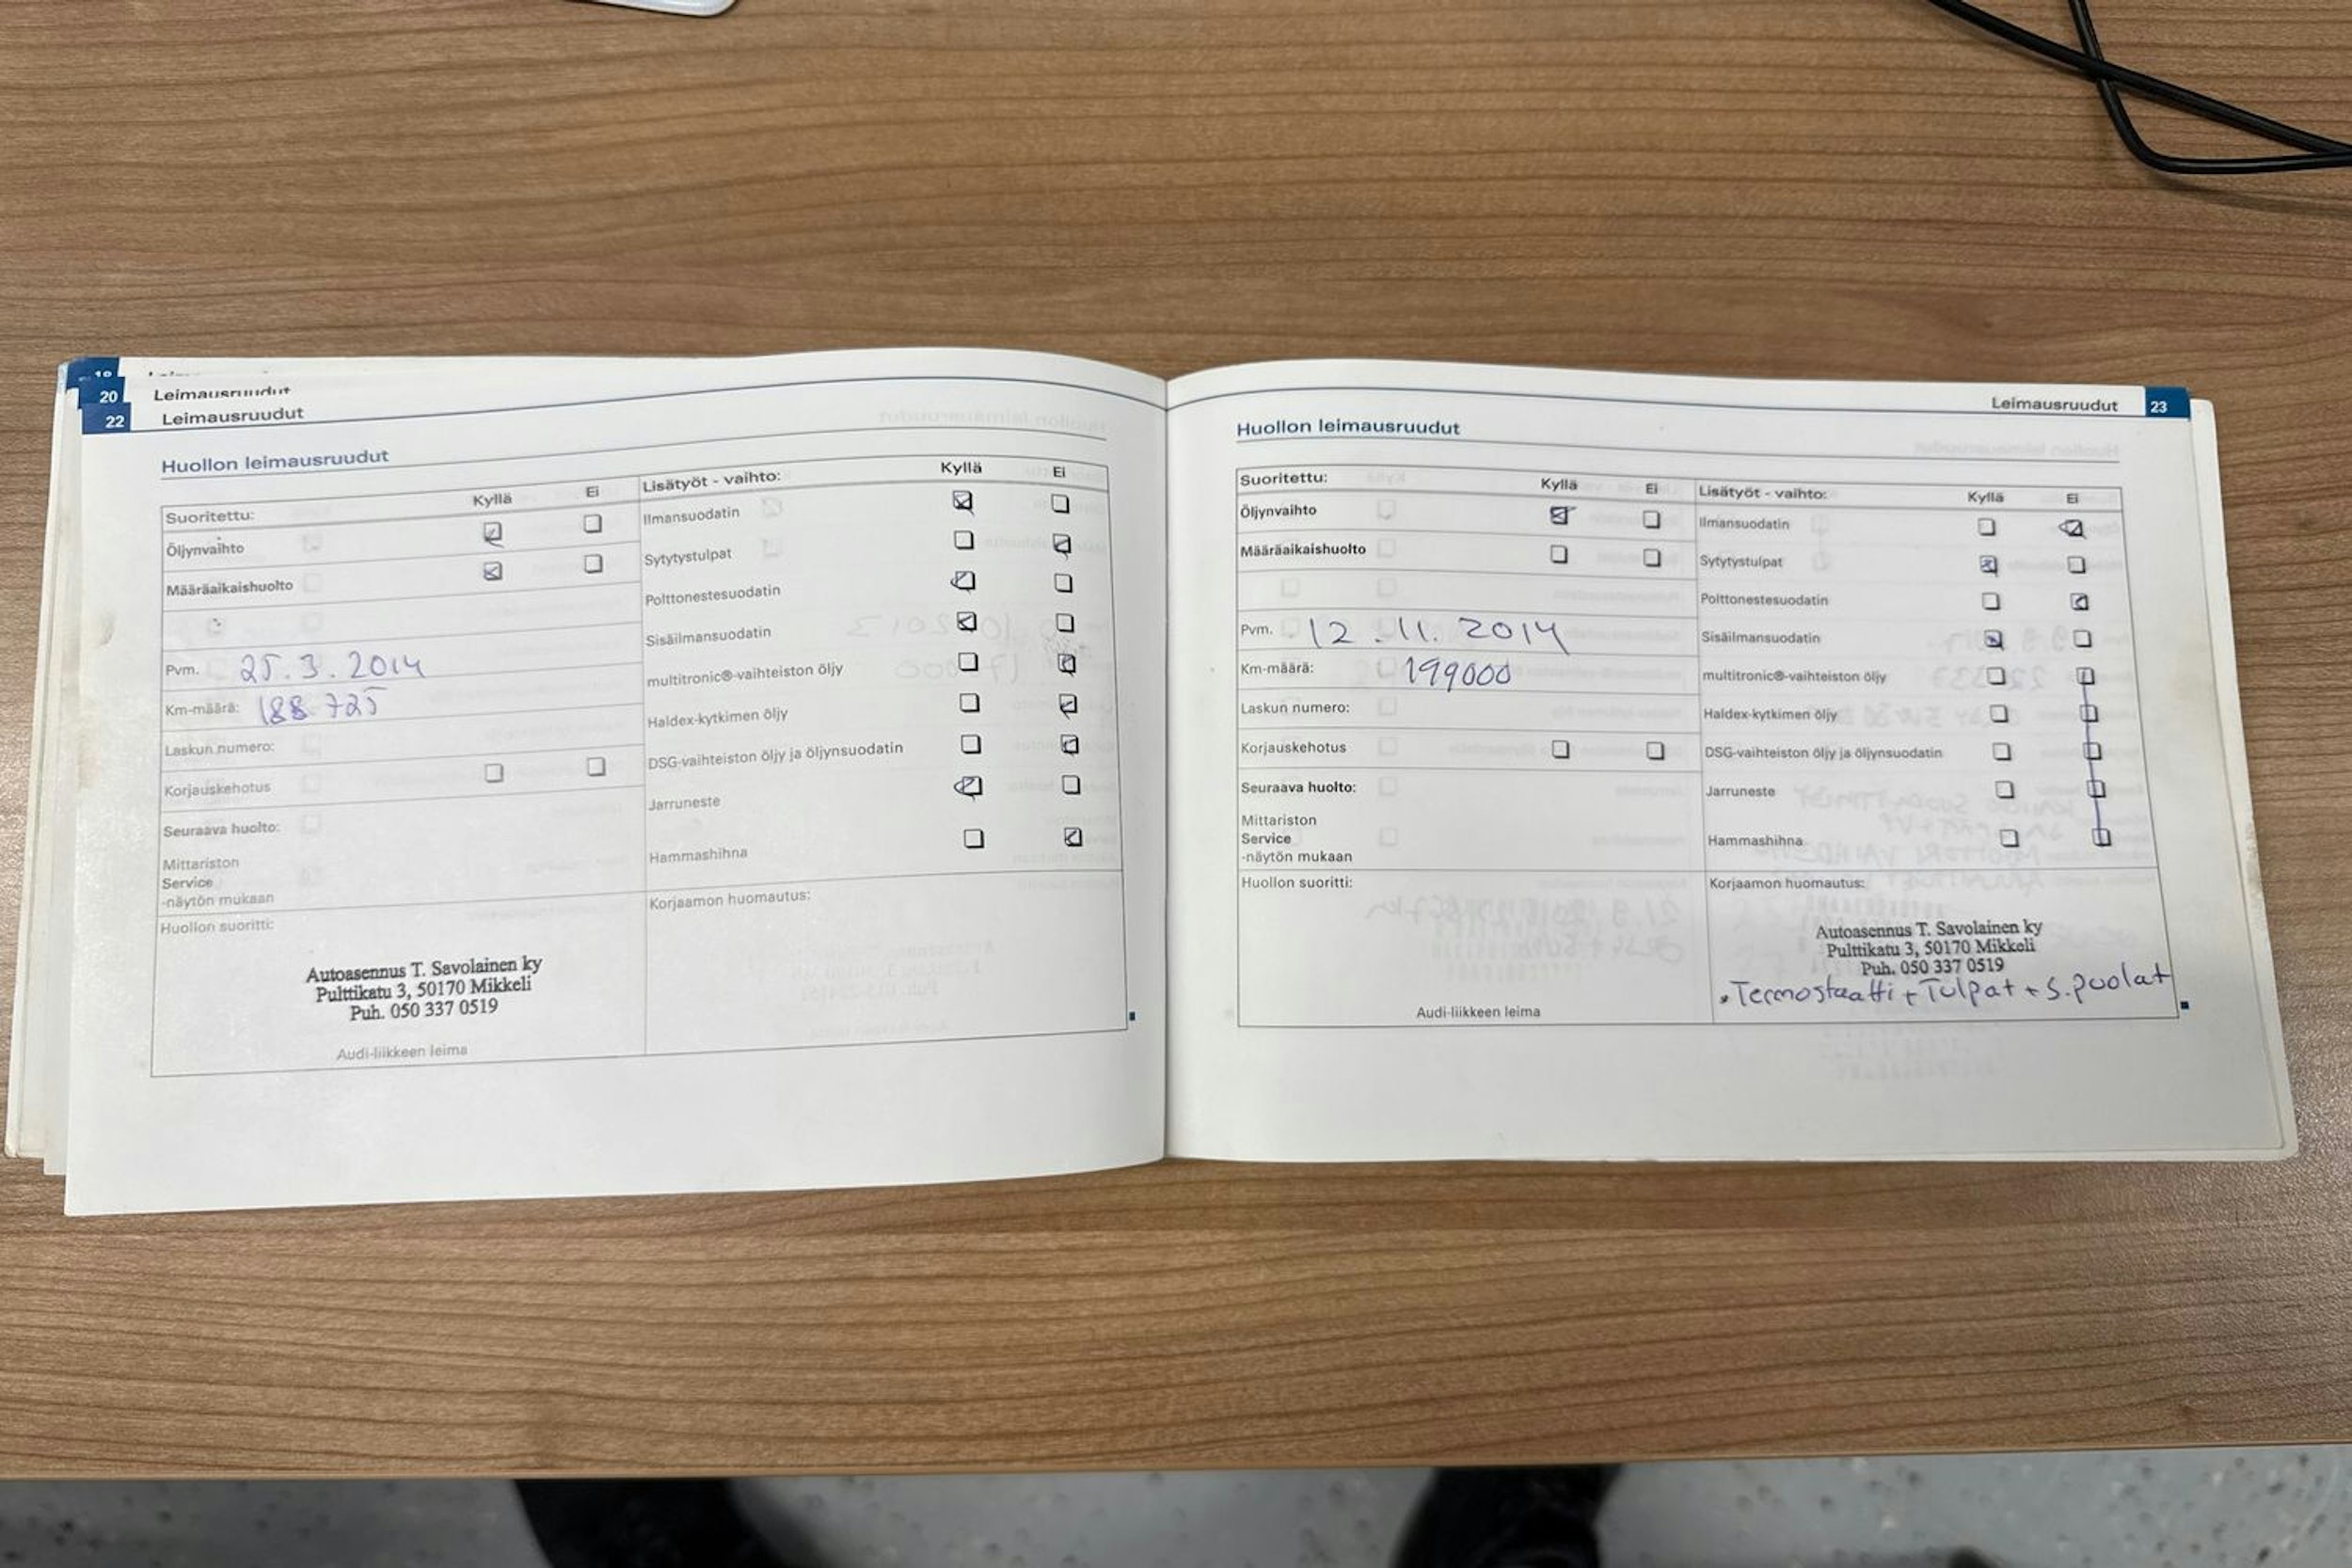 20 Leimausruudut
22 Leimausruudut
Huollon leimausruudut
Suoritettu: Kyllä Ei
Öljynvaihto
Määräaikaishuolto
Pvm. 25.3.2014
Km-määrä: 188 725
Laskun numero:
Korjauskehotus
Seuraava huolto:
Mittariston
Service
-näytön mukaan
Huollon suoritti:
Autoasennus T. Savolainen ky
Pulttikatu 3, 50170 Mikkeli
Puh. 050 337 0519
Audi-liikkeen leima
Lisätyöt - vaihto: Kyllä Ei
Ilmansuodatin
Sytytystulpat
Polttonestesuodatin
Sisäilmansuodatin
multitronic®-vaihteiston öljy
Haldex-kytkimen öljy
DSG-vaihteiston öljy ja öljynsuodatin
Jarruneste
Hammashihna
Korjaamon huomautus:
Leimausruudut 23
Huollon leimausruudut
Suoritettu: Kyllä Ei
Öljynvaihto
Määräaikaishuolto
Pvm. 12.11.2014
Km-määrä: 199000
Laskun numero:
Korjauskehotus
Seuraava huolto:
Mittariston
Service
-näytön mukaan
Huollon suoritti:
Audi-liikkeen leima
Lisätyöt - vaihto: Kyllä Ei
Ilmansuodatin
Sytytystulpat
Polttonestesuodatin
Sisäilmansuodatin
multitronic®-vaihteiston öljy
Haldex-kytkimen öljy
DSG-vaihteiston öljy ja öljynsuodatin
Jarruneste
Hammashihna
Korjaamon huomautus:
Autoasennus T. Savolainen ky
Pulttikatu 3, 50170 Mikkeli
Puh. 050 337 0519
Termostaatti + Tulpat + S.puolat